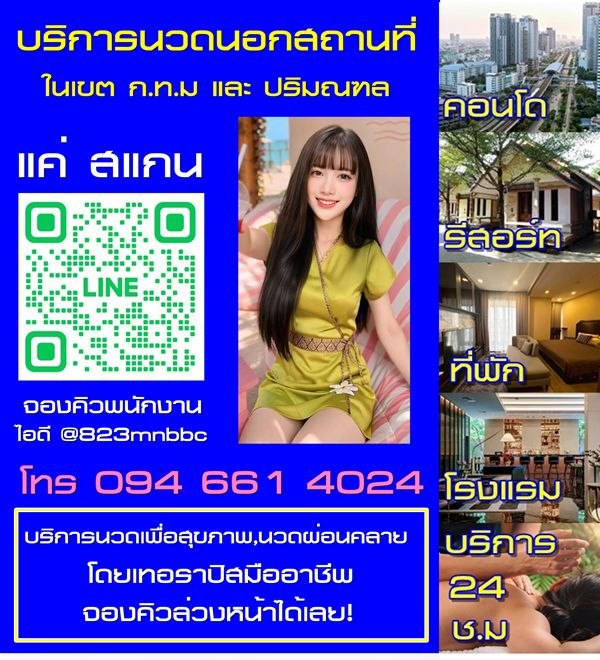 บริการนวดนอกสถานที่
ในเขต ก.ท.ม และ ปริมณฑล
แค่ สแกน
LINE
จองคิวพนักงาน
ไอดี @823mnbbc
โทร 094 661 4024
บริการนวดเพื่อสุขภาพ,นวดผ่อนคลาย
โดยเทอราปิสมืออาชีพ
จองคิวล่วงหน้าได้เลย!
คอนโด
รีสอร์ท
ที่พัก
โรงแรม
บริการ
24
ช.ม